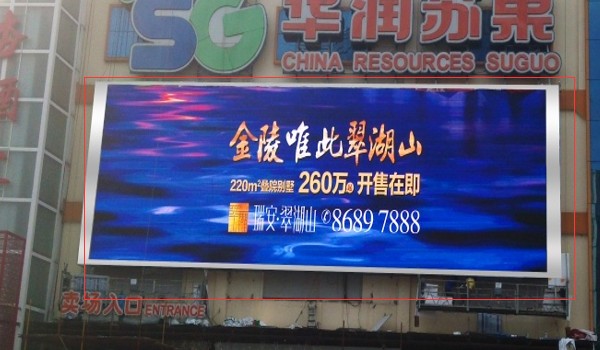 SG 华润苏果
CHINA RESOURCES SUGUO
金陵唯此翠湖山
220m²叠院别墅 260万起 开售在即
瑞安·翠湖山 8689 7888
卖场入口 ENTRANCE